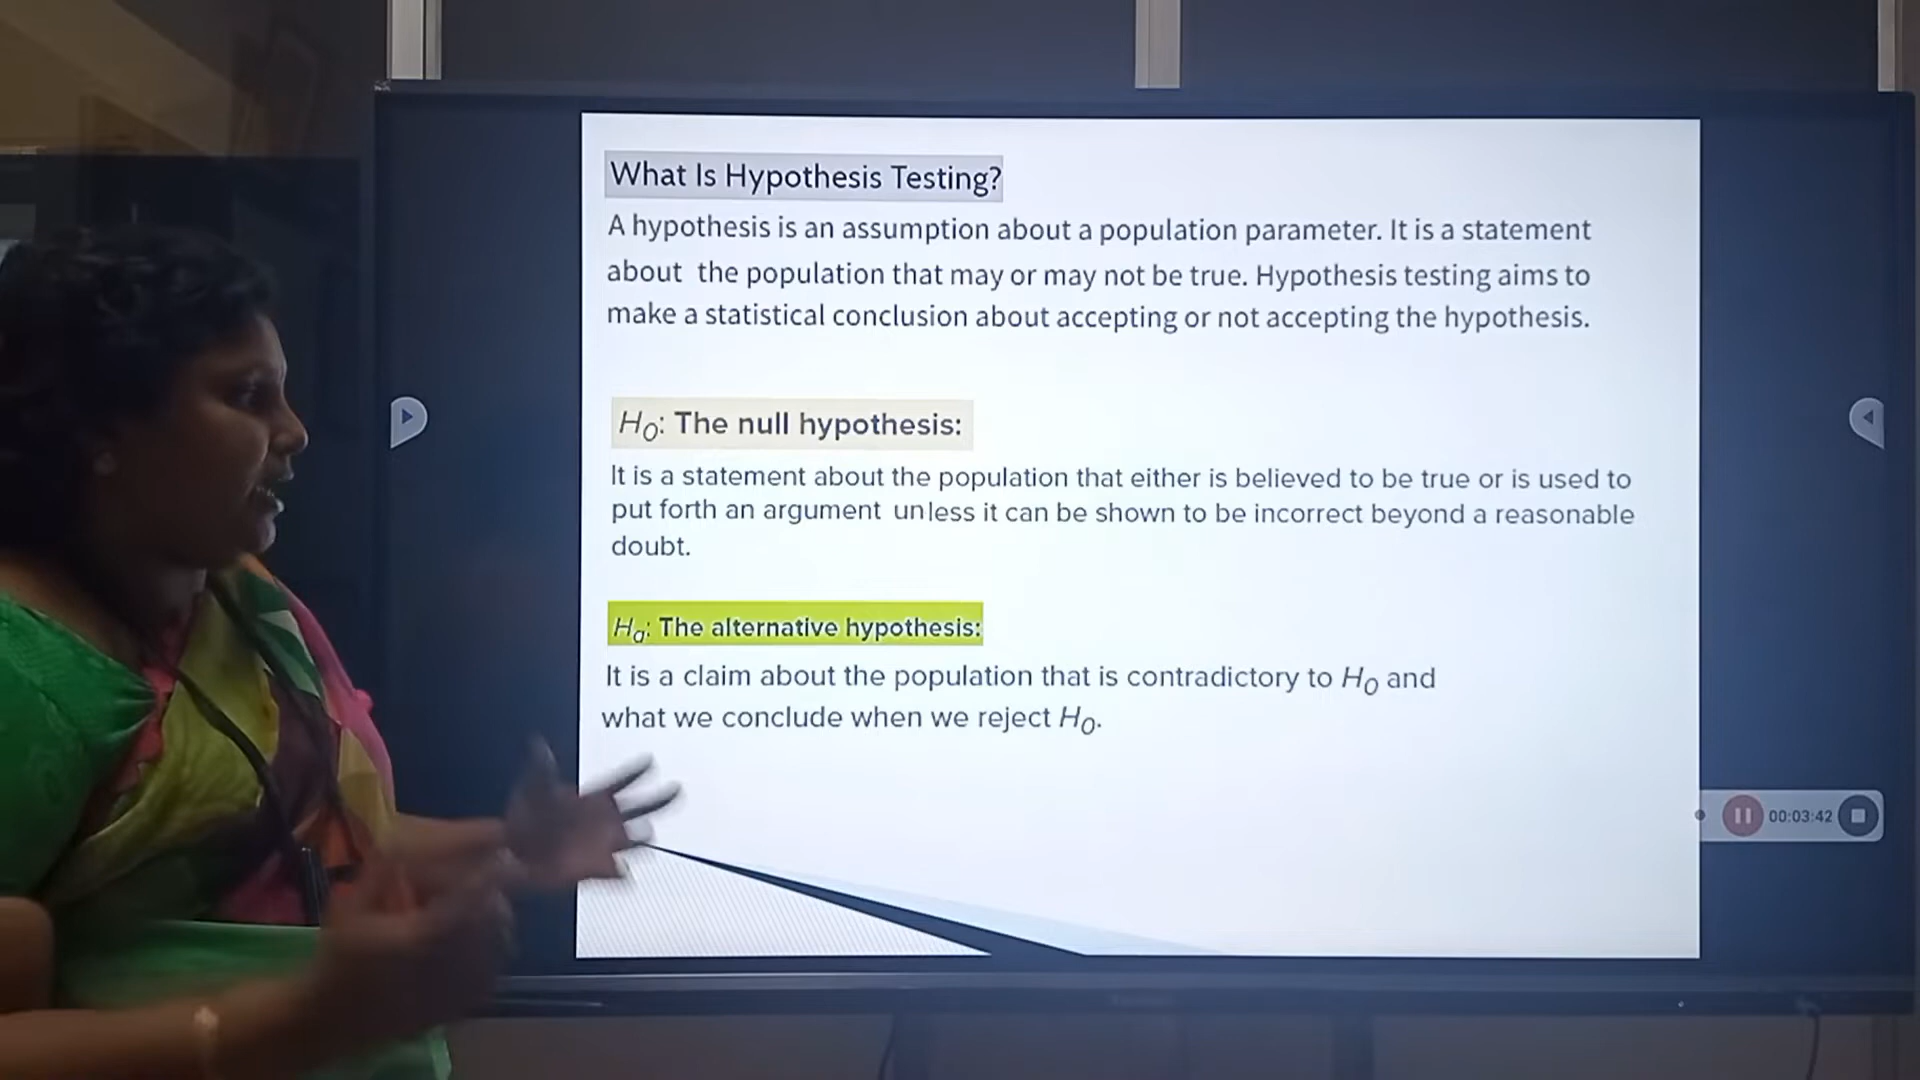 What Is Hypothesis Testing?
A hypothesis is an assumption about a population parameter. It is a statement
about the population that may or may not be true. Hypothesis testing aims to
make a statistical conclusion about accepting or not accepting the hypothesis.
H0: The null hypothesis:
It is a statement about the population that either is believed to be true or is used to
put forth an argument unless it can be shown to be incorrect beyond a reasonable
doubt.
Ha: The alternative hypothesis:
It is a claim about the population that is contradictory to H0 and
what we conclude when we reject H0.
00:03:42